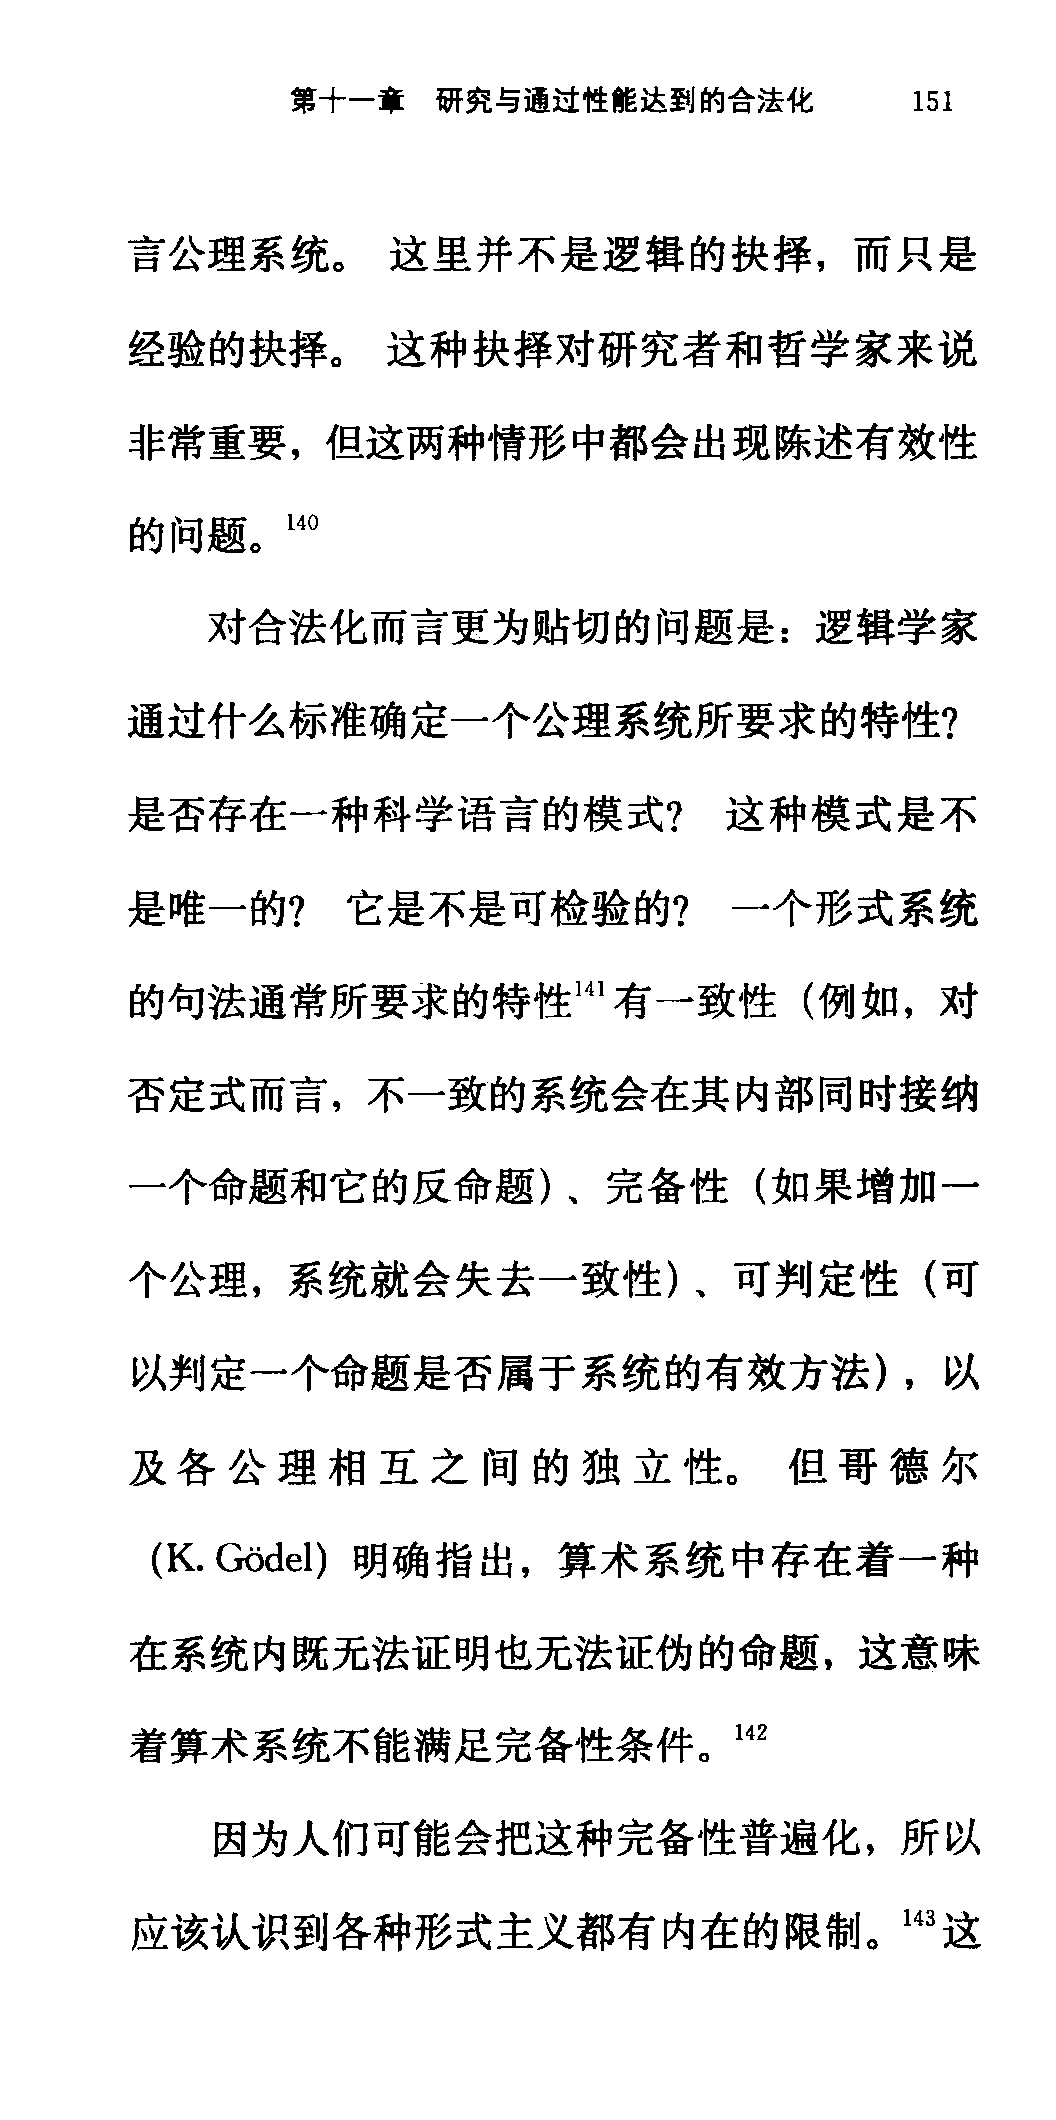 第十一章　研究与通过性能达到的合法化　151
言公理系统。 这里并不是逻辑的抉择，而只是
经验的抉择。 这种抉择对研究者和哲学家来说
非常重要，但这两种情形中都会出现陈述有效性
的问题。140
对合法化而言更为贴切的问题是：逻辑学家
通过什么标准确定一个公理系统所要求的特性？
是否存在一种科学语言的模式？ 这种模式是不
是唯一的？ 它是不是可检验的？ 一个形式系统
的句法通常所要求的特性141有一致性（例如，对
否定式而言，不一致的系统会在其内部同时接纳
一个命题和它的反命题）、完备性（如果增加一
个公理，系统就会失去一致性）、可判定性（可
以判定一个命题是否属于系统的有效方法），以
及各公理相互之间的独立性。 但哥德尔
（K. Gödel）明确指出，算术系统中存在着一种
在系统内既无法证明也无法证伪的命题，这意味
着算术系统不能满足完备性条件。142
因为人们可能会把这种完备性普遍化，所以
应该认识到各种形式主义都有内在的限制。143这